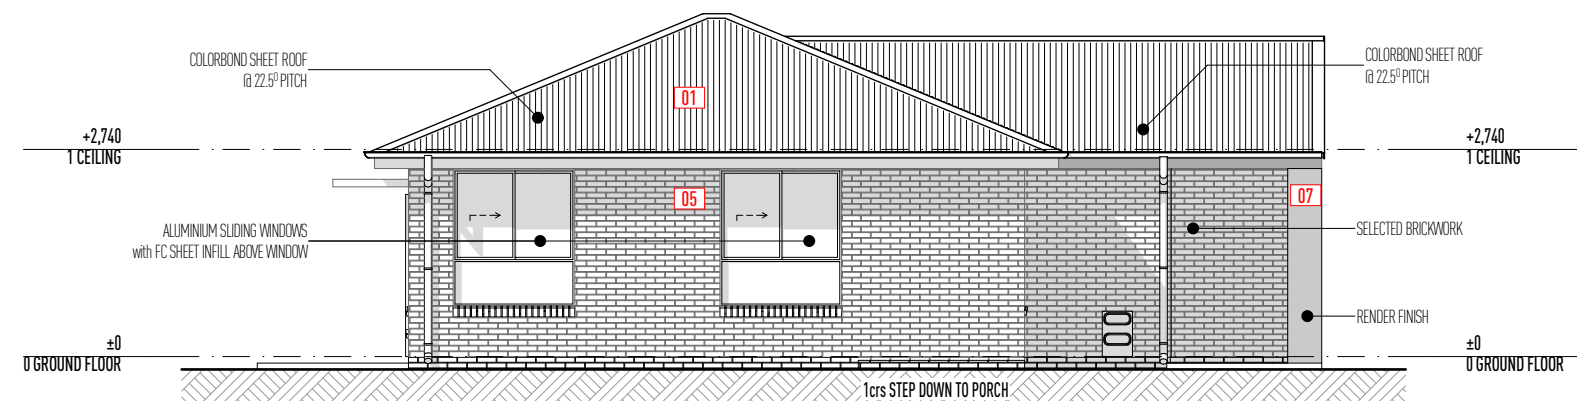 COLORBOND SHEET ROOF
@ 22.5⁰ PITCH
COLORBOND SHEET ROOF
@ 22.5⁰ PITCH
01
+2,740
1 CEILING
+2,740
1 CEILING
05
07
ALUMINIUM SLIDING WINDOWS
with FC SHEET INFILL ABOVE WINDOW
SELECTED BRICKWORK
RENDER FINISH
±0
0 GROUND FLOOR
±0
0 GROUND FLOOR
1crs STEP DOWN TO PORCH